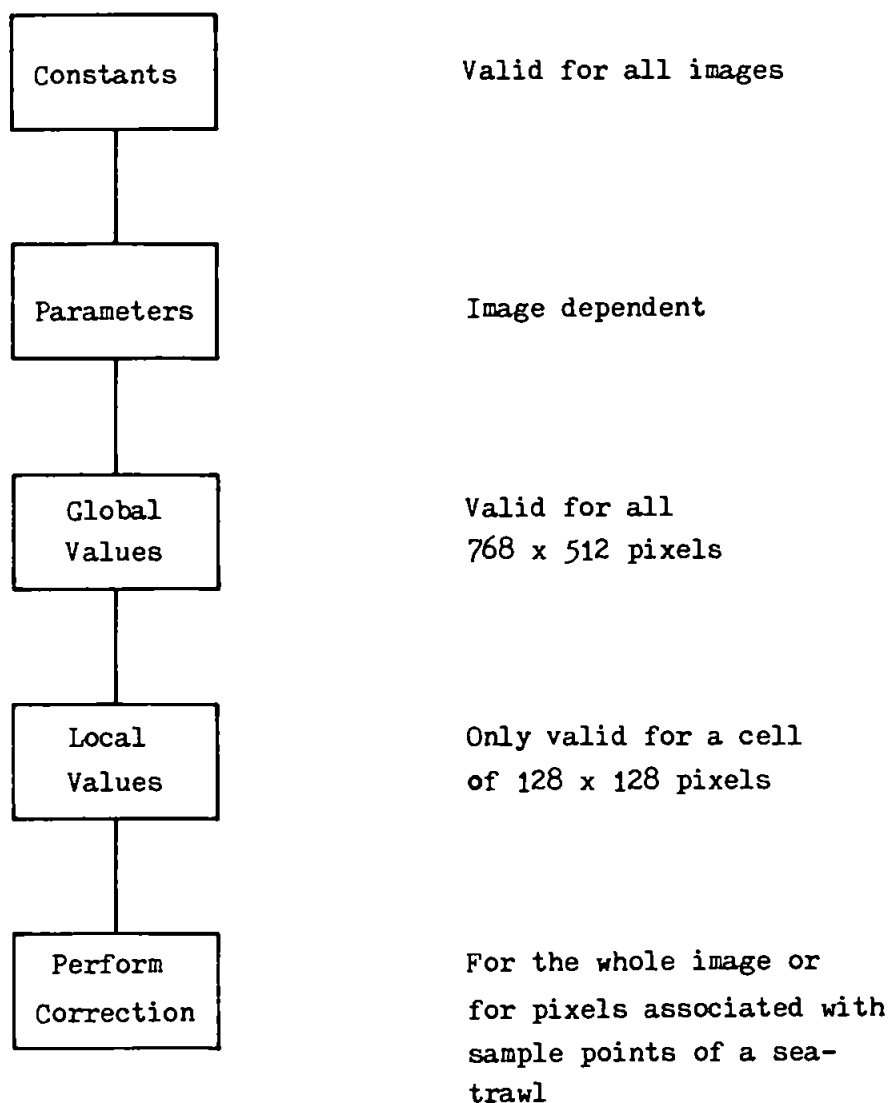 Constants
Valid for all images
Parameters
Image dependent
Global
Values
Valid for all
768 x 512 pixels
Local
Values
Only valid for a cell
of 128 x 128 pixels
Perform
Correction
For the whole image or
for pixels associated with
sample points of a sea-
trawl